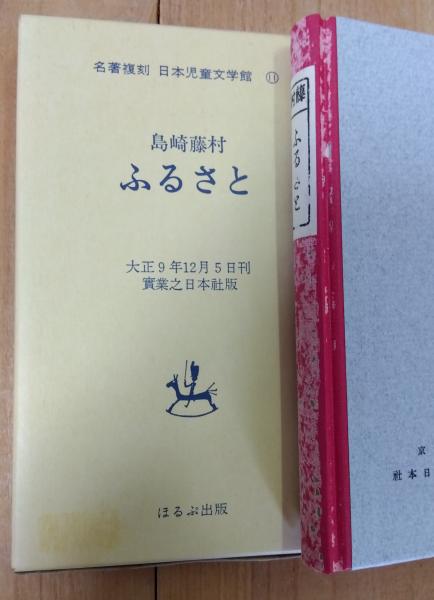 名著複刻 日本児童文学館 ⑪
島崎藤村
ふるさと
大正9年12月5日刊
實業之日本社版
ほるぷ出版
ふるさと
京
日本社